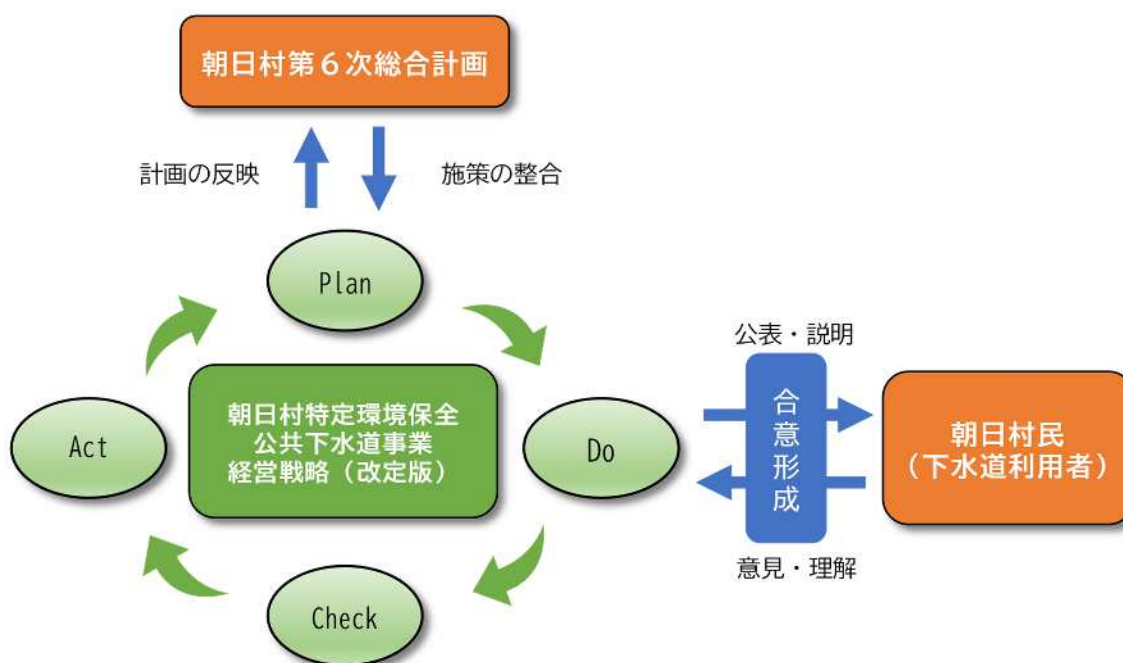 朝日村第6次総合計画
計画の反映
施策の整合
Plan
公表・説明
Act
朝日村特定環境保全
公共下水道事業
経営戦略（改定版）
Do
合意形成
朝日村民
（下水道利用者）
意見・理解
Check